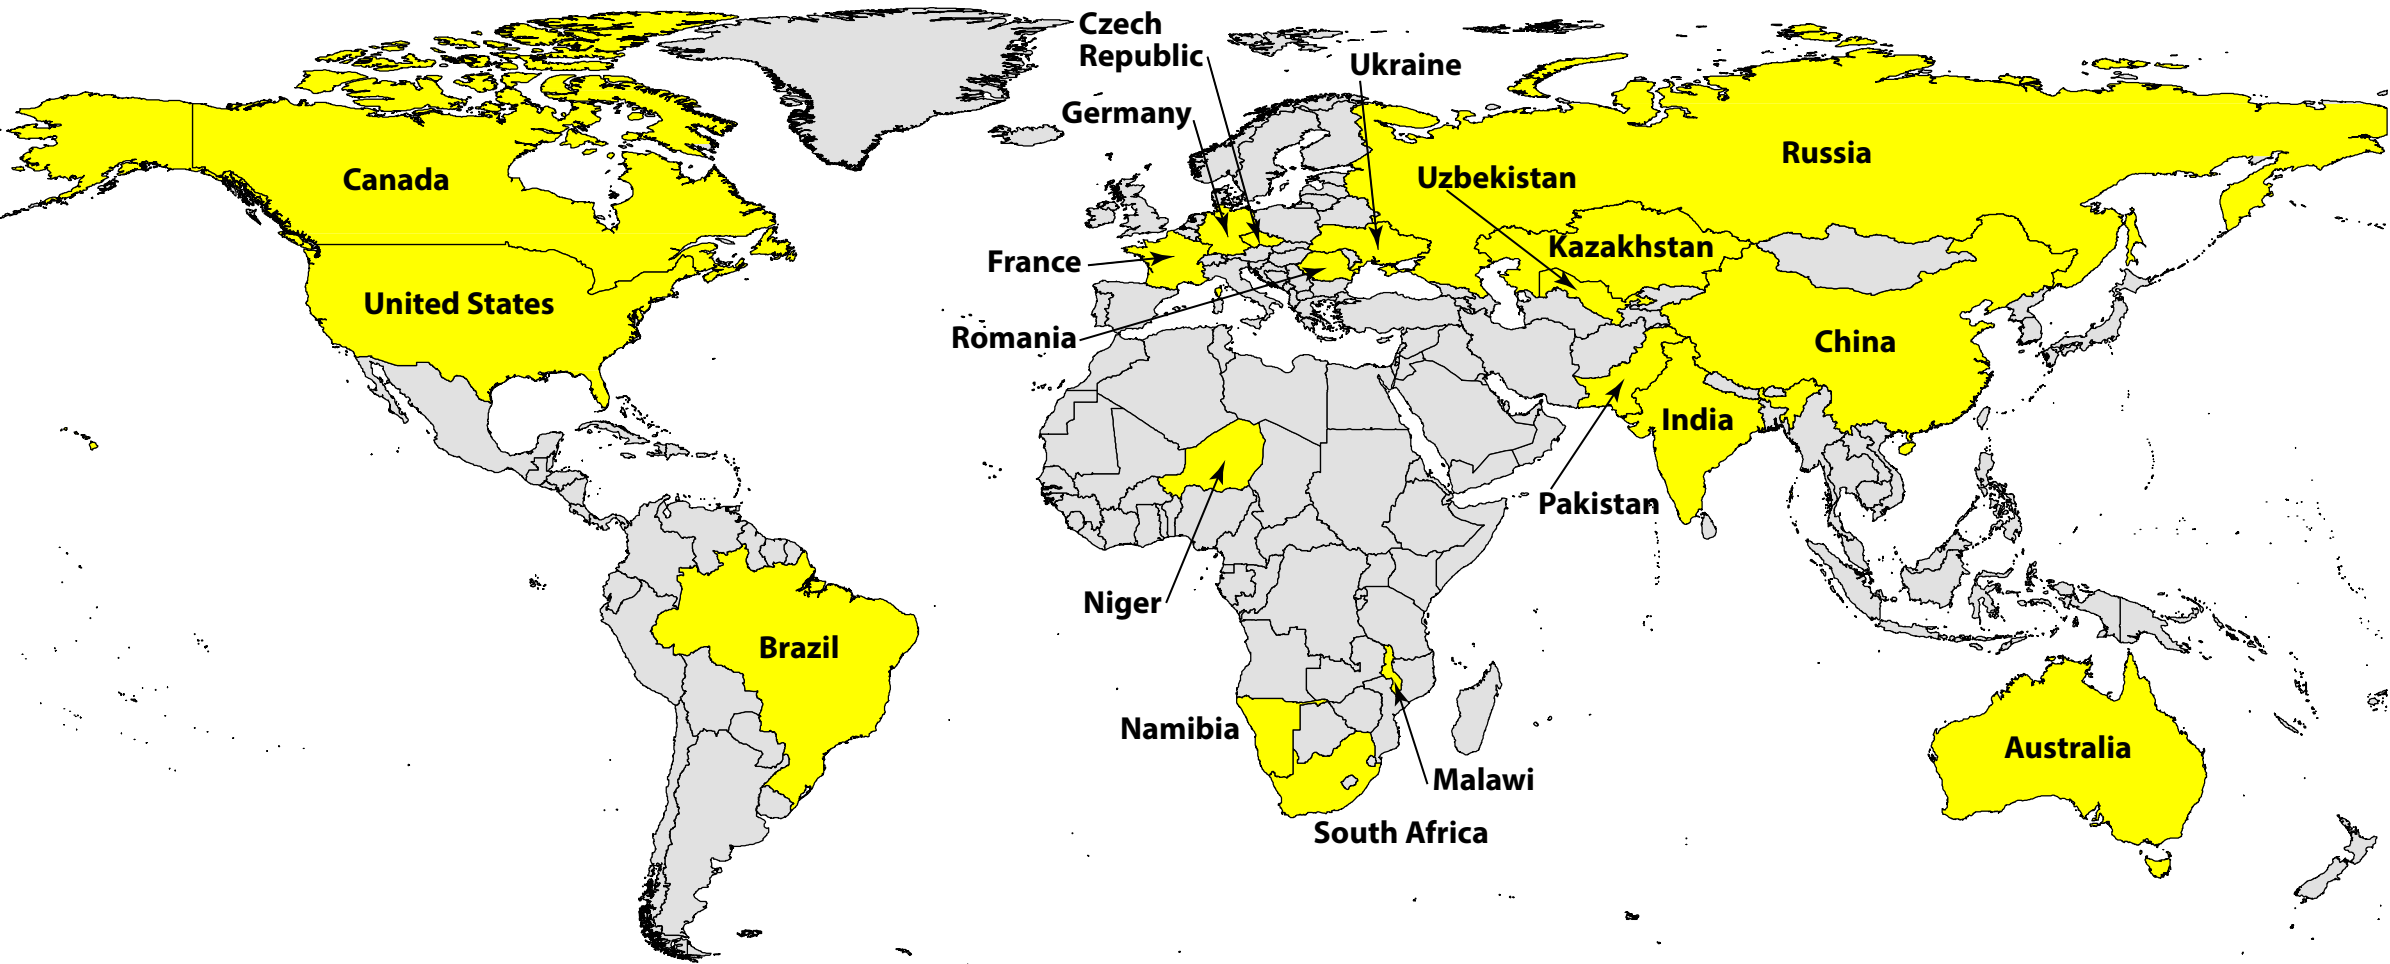 Czech
Republic
Ukraine
Germany
Russia
Canada
Uzbekistan
Kazakhstan
France
United States
Romania
China
India
Pakistan
Niger
Brazil
Namibia
Australia
Malawi
South Africa